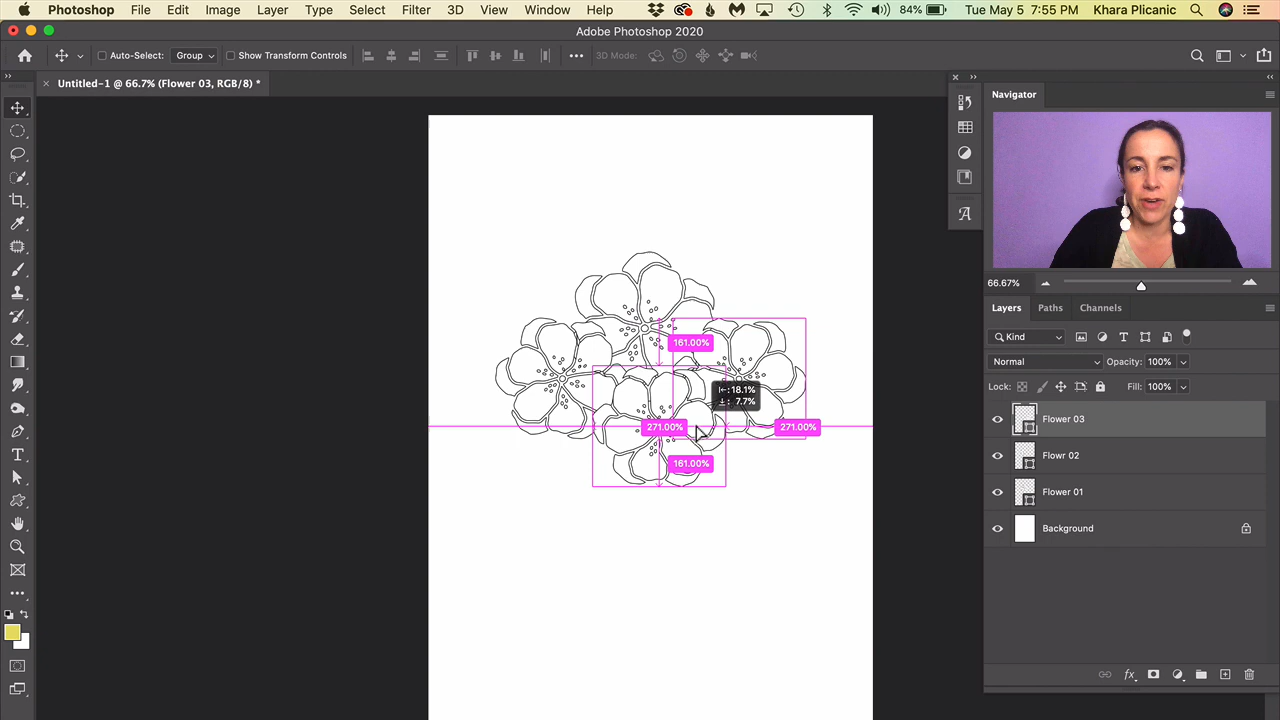 Photoshop File Edit Image Layer Type Select Filter 3D View Window Help 84% Tue May 5 7:55 PM Khara Plicanic
Adobe Photoshop 2020
Auto-Select: Group Show Transform Controls 3D Mode:
Untitled-1 @ 66.7% (Flower 03, RGB/8) *
Navigator
66.67%
Layers Paths Channels
Kind
Normal Opacity: 100%
Lock: Fill: 100%
Flower 03
Flowr 02
Flower 01
Background
161.00%
18.1%
7.7%
271.00% 271.00%
161.00%